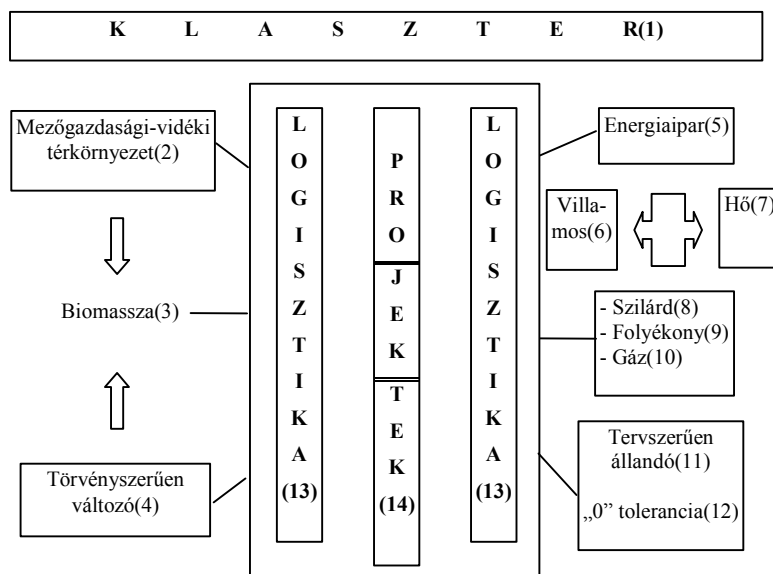 K L A S Z T E R(1)
Mezőgazdasági-vidéki
térkörnyezet(2)
Biomassza(3)
Törvényszerűen
változó(4)
L
O
G
I
S
Z
T
I
K
A
(13)
P
R
O
J
E
K
T
E
K
(14)
L
O
G
I
S
Z
T
I
K
A
(13)
Energiaipar(5)
Villa-
mos(6)
Hő(7)
- Szilárd(8)
- Folyékony(9)
- Gáz(10)
Tervszerűen
állandó(11)
„0” tolerancia(12)